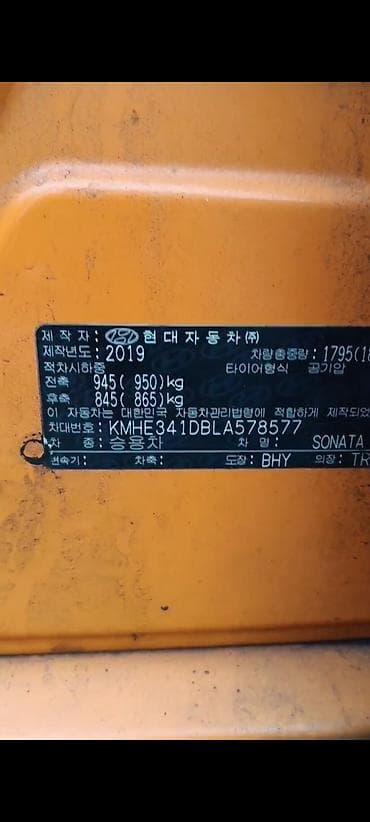 제 작 자 : HYUNDAI 현대자동차(주)
제작년도 : 2019 차량총중량 : 1795(18
적차시하중 타이어형식 공기압
전축 945( 950)kg
후축 845( 865)kg
이 자동차는 대한민국 자동차관리법령에 적합하게 제작되었
차대번호 : KMHE341DBLA578577
차 종 : 승용차 차 명 : SONATA
변속기 : 차축 : 도장 : BHY 의장 : TR